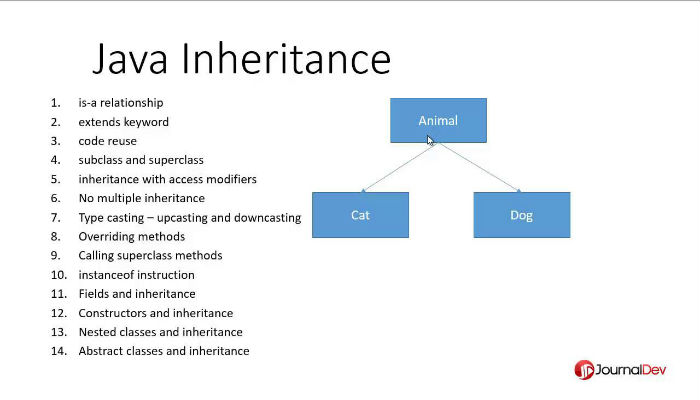 Java Inheritance
1. is-a relationship
2. extends keyword
3. code reuse
4. subclass and superclass
5. inheritance with access modifiers
6. No multiple inheritance
7. Type casting – upcasting and downcasting
8. Overriding methods
9. Calling superclass methods
10. instanceof instruction
11. Fields and inheritance
12. Constructors and inheritance
13. Nested classes and inheritance
14. Abstract classes and inheritance
Animal
Cat
Dog
JournalDev